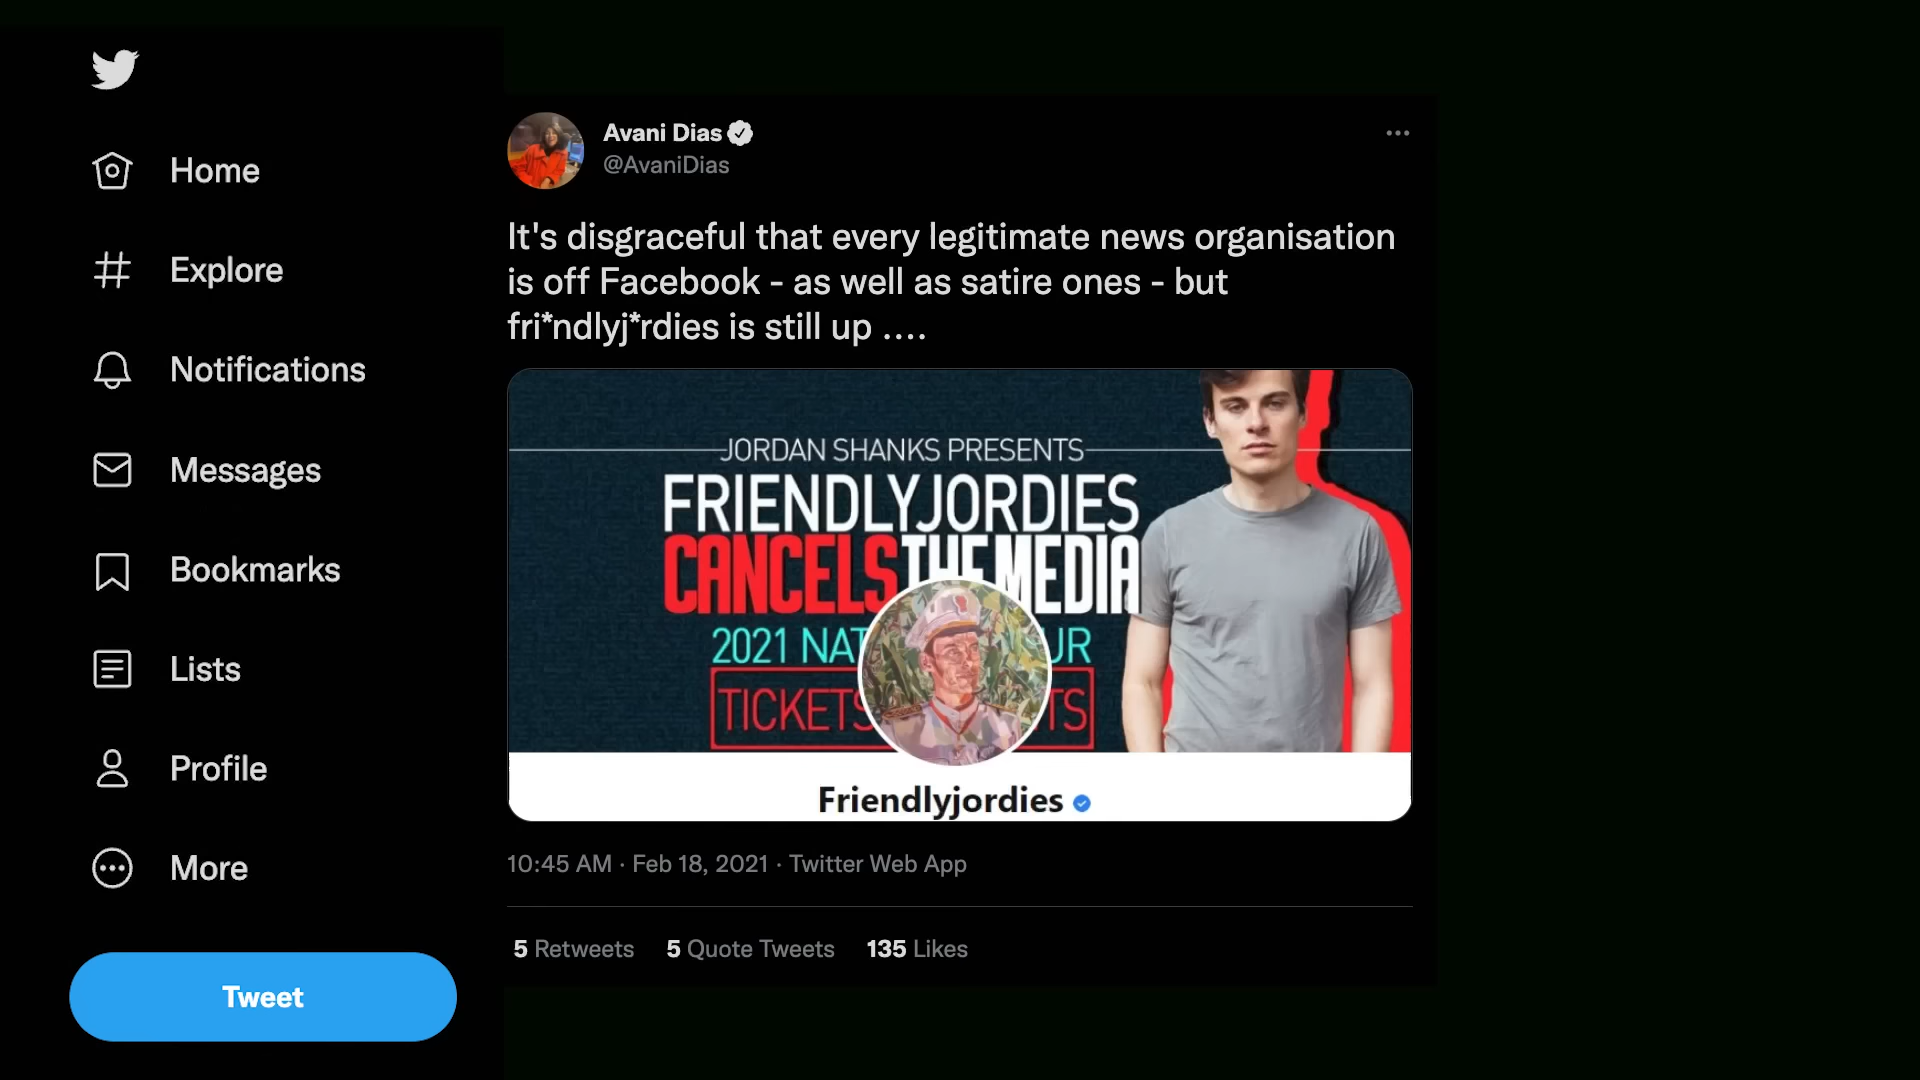 Home
Explore
Notifications
Messages
Bookmarks
Lists
Profile
More
Tweet
Avani Dias
@AvaniDias
It's disgraceful that every legitimate news organisation
is off Facebook - as well as satire ones - but
fri*ndlyj*rdies is still up ....
JORDAN SHANKS PRESENTS
FRIENDLYJORDIES
CANCELS THE MEDIA
2021 NAT UR
TICKETS TS
Friendlyjordies
10:45 AM · Feb 18, 2021 · Twitter Web App
5 Retweets 5 Quote Tweets 135 Likes